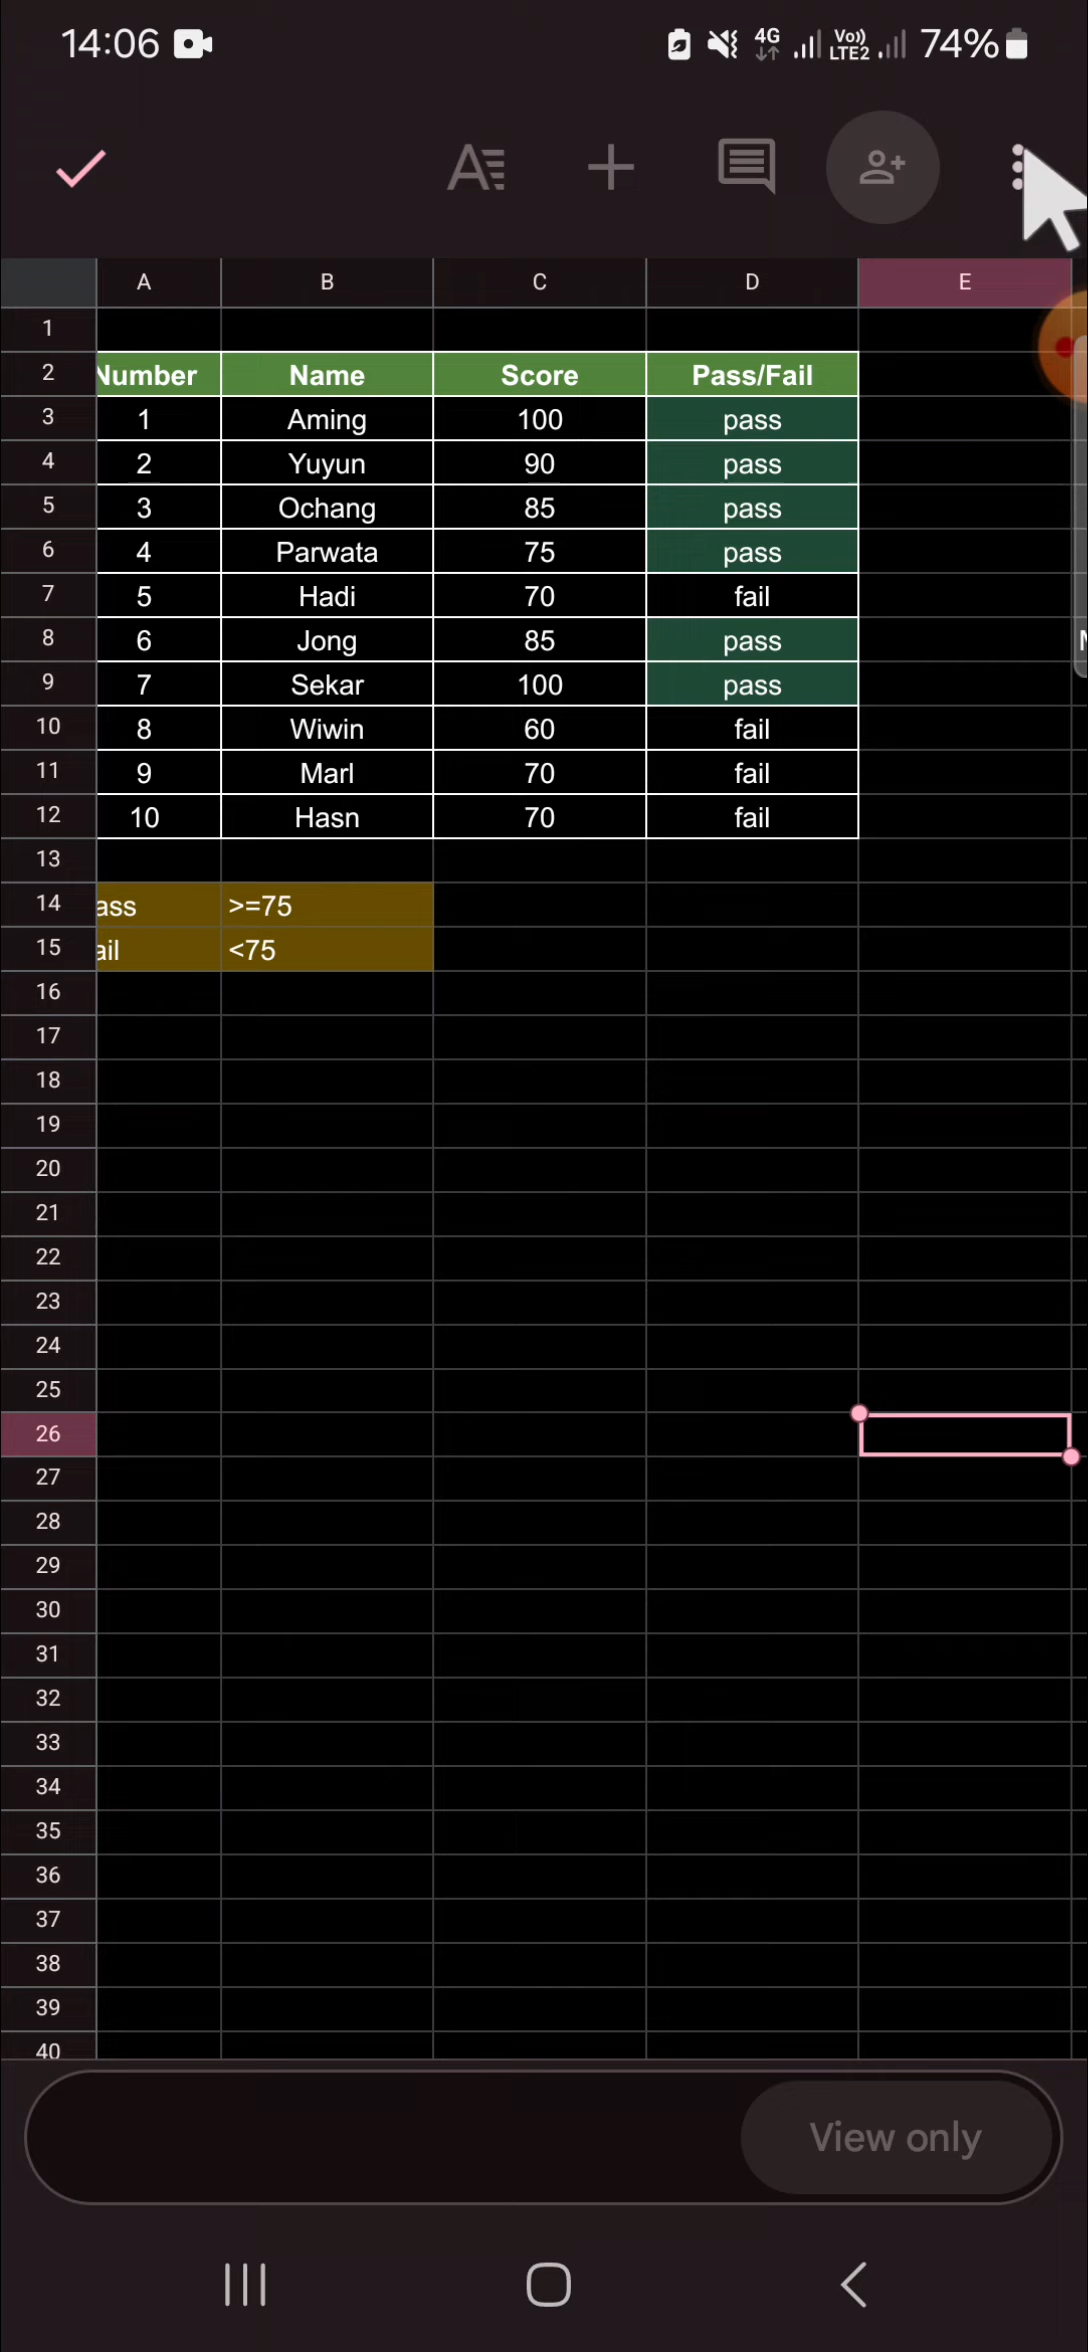 14:06 4G Vo)) LTE2 74%
A B C D E
1
2 Number Name Score Pass/Fail
3 1 Aming 100 pass
4 2 Yuyun 90 pass
5 3 Ochang 85 pass
6 4 Parwata 75 pass
7 5 Hadi 70 fail
8 6 Jong 85 pass
9 7 Sekar 100 pass
10 8 Wiwin 60 fail
11 9 Marl 70 fail
12 10 Hasn 70 fail
13
14 ass >=75
15 ail <75
16
17
18
19
20
21
22
23
24
25
26
27
28
29
30
31
32
33
34
35
36
37
38
39
40
View only